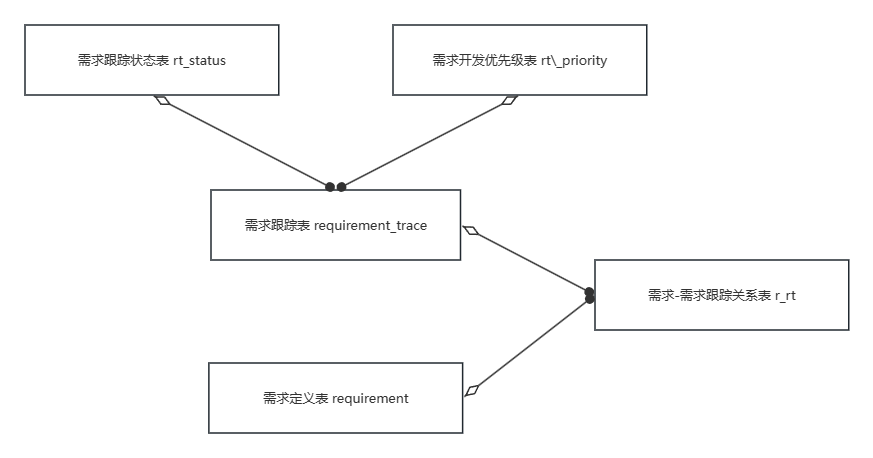 需求跟踪状态表 rt_status
需求开发优先级表 rt\_priority
需求跟踪表 requirement_trace
需求-需求跟踪关系表 r_rt
需求定义表 requirement